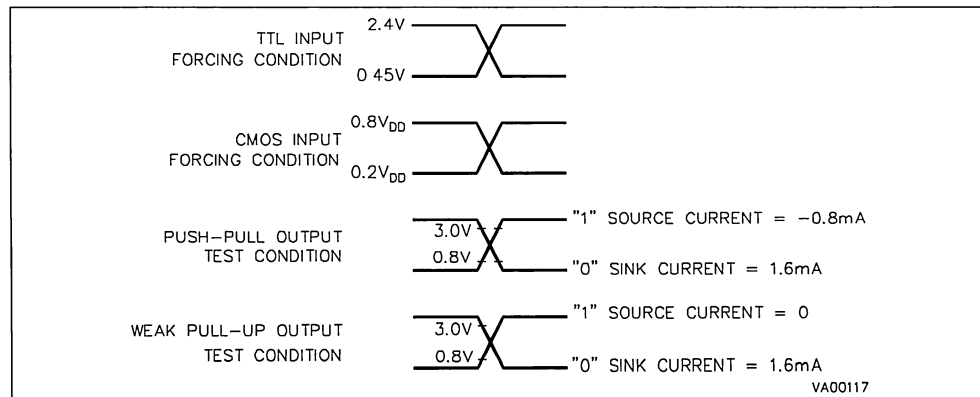 TTL INPUT
FORCING CONDITION
2.4V
0 45V
CMOS INPUT
FORCING CONDITION
0.8VDD
0.2VDD
PUSH-PULL OUTPUT
TEST CONDITION
3.0V
0.8V
"1" SOURCE CURRENT = -0.8mA
"0" SINK CURRENT = 1.6mA
WEAK PULL-UP OUTPUT
TEST CONDITION
3.0V
0.8V
"1" SOURCE CURRENT = 0
"0" SINK CURRENT = 1.6mA
VA00117